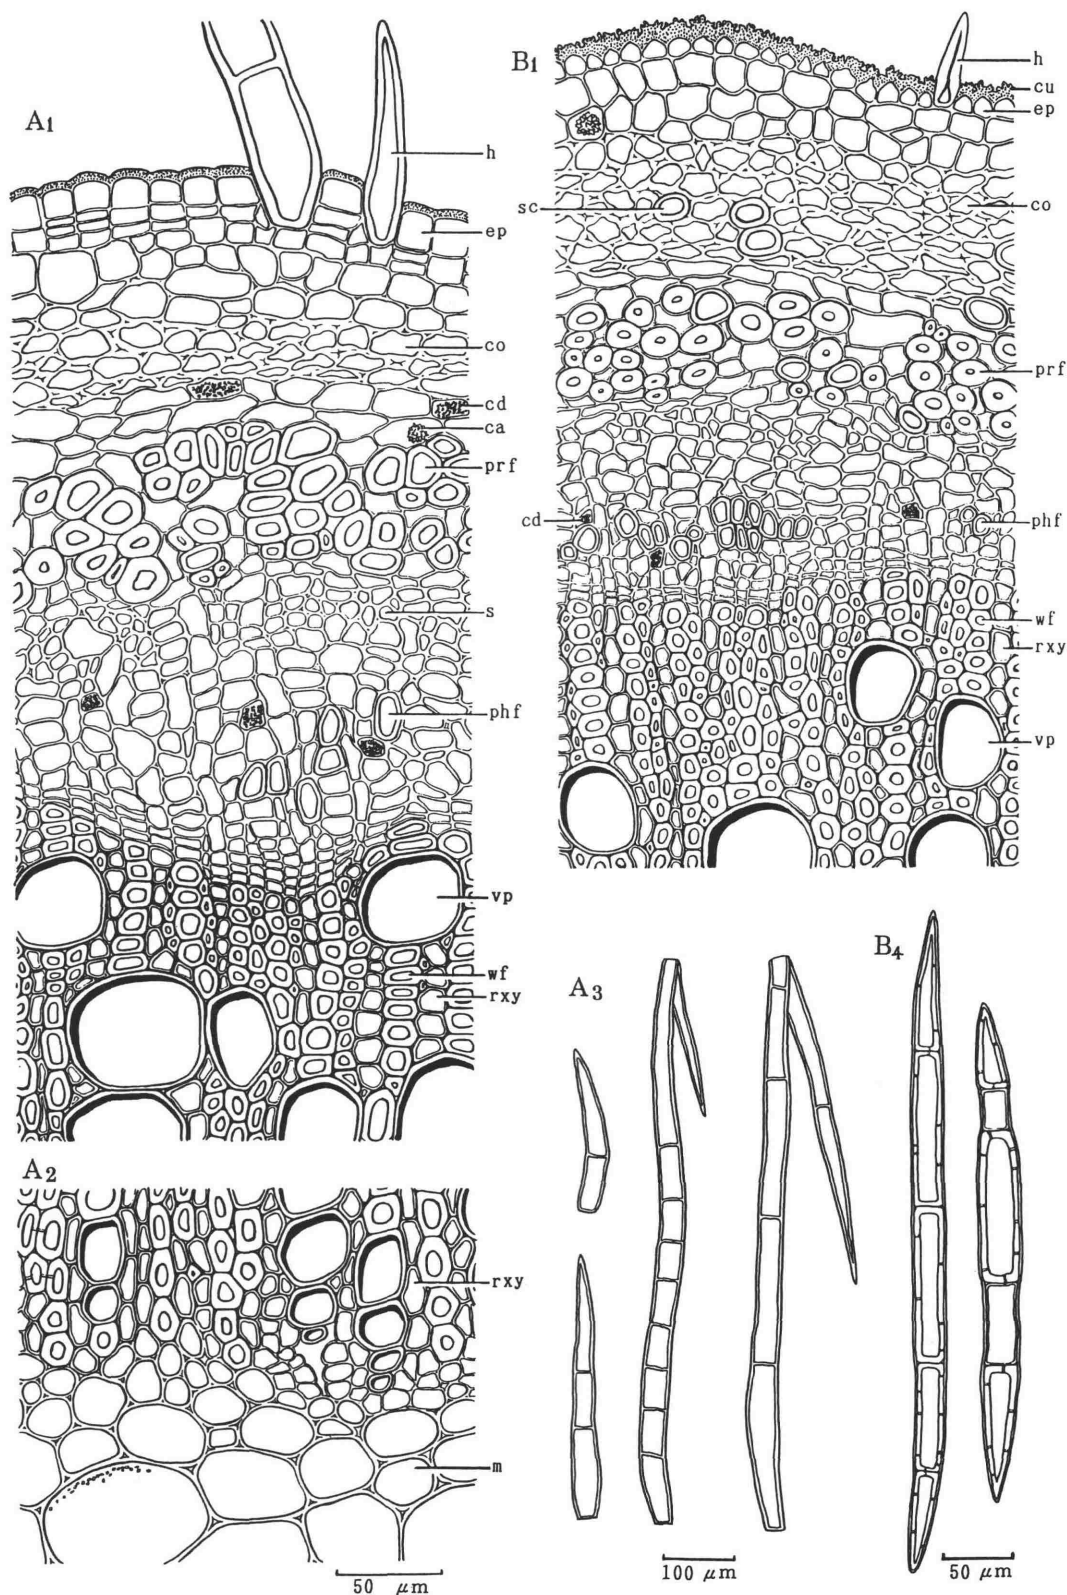 A1
h
ep
co
cd
ca
prf
s
phf
vp
wf
rxy
A2
rxy
m
50 μm
B1
h
cu
ep
sc
co
prf
cd
phf
wf
rxy
vp
A3
100 μm
B4
50 μm